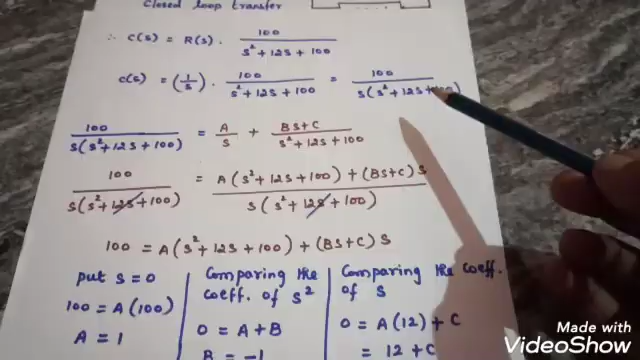 closed loop transfer
∴ C(s) = R(s) . 100 / s² + 12s + 100
C(s) = (1/s) . 100 / s² + 12s + 100 = 100 / s(s² + 12s + 100)
100 / s(s² + 12s + 100) = A/s + Bs + C / s² + 12s + 100
100 / s(s² + 12s + 100) = A(s² + 12s + 100) + (Bs + C) s / s(s² + 12s + 100)
100 = A(s² + 12s + 100) + (Bs + C) s
put s = 0
100 = A(100)
A = 1
Comparing the
coeff. of s²
0 = A + B
B = -1
Comparing the coeff.
of s
0 = A(12) + C
= 12 + C
Made with
VideoShow